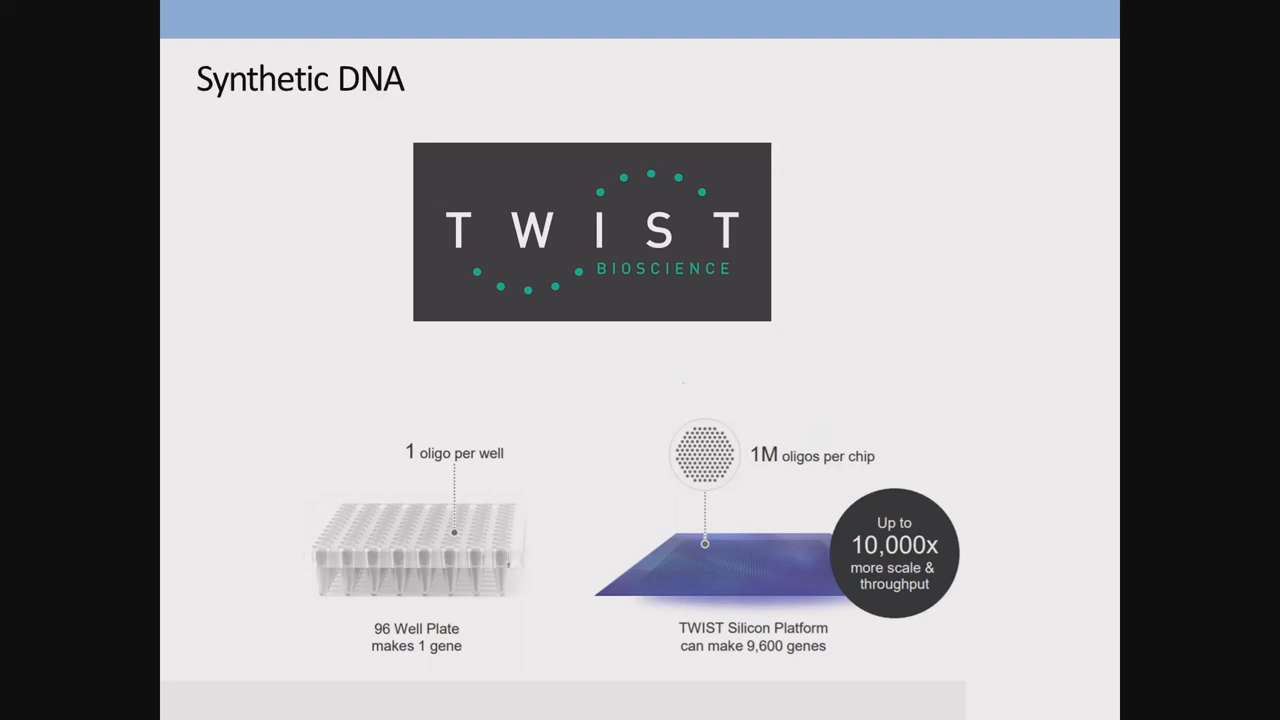 Synthetic DNA
TWIST
BIOSCIENCE
1 oligo per well
1M oligos per chip
Up to
10,000x
more scale &
throughput
96 Well Plate
makes 1 gene
TWIST Silicon Platform
can make 9,600 genes